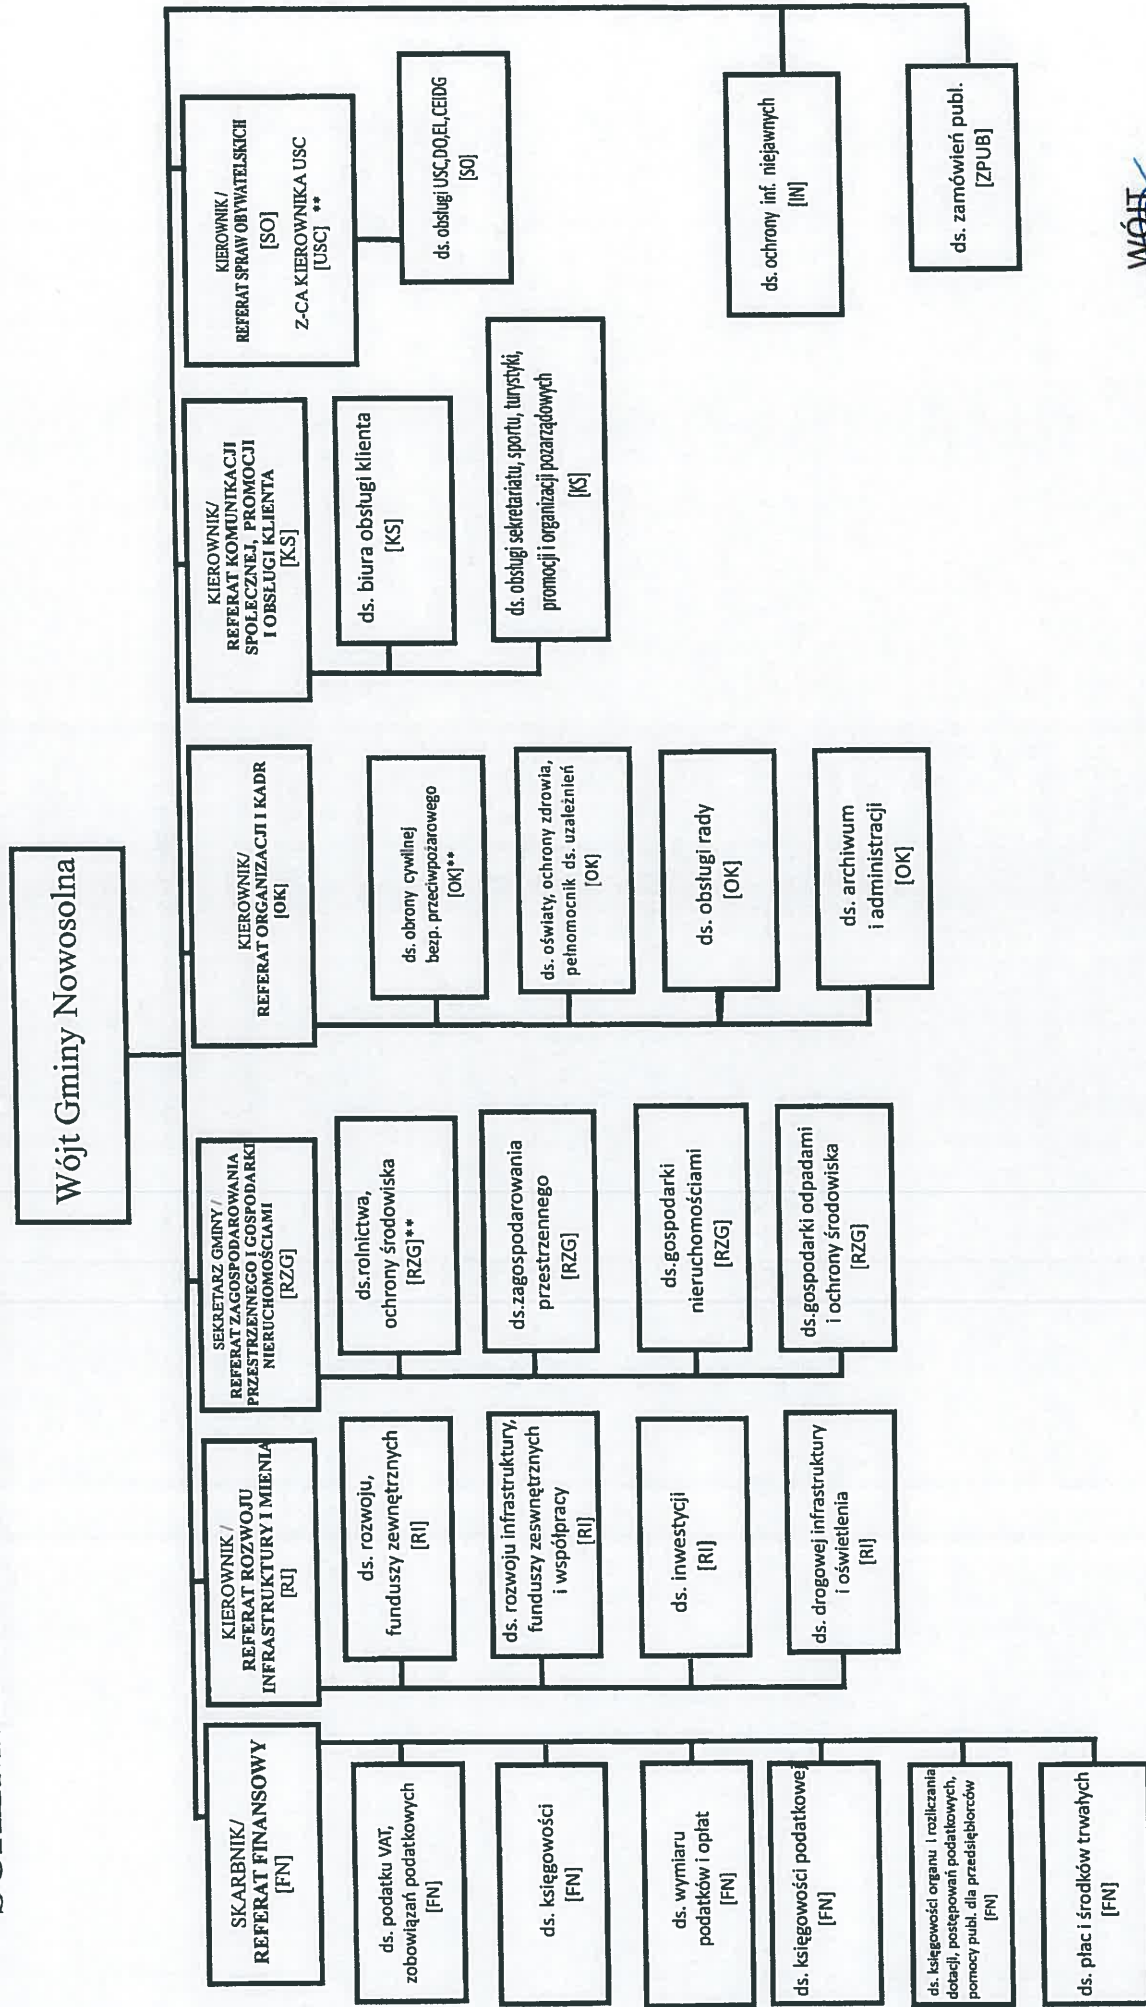 Wójt Gminy Nowosolna
SKARBNIK/
REFERAT FINANSOWY
[FN]
ds. podatku VAT,
zobowiązań podatkowych
[FN]
ds. księgowości
[FN]
ds. wymiaru
podatków i opłat
[FN]
ds. księgowości podatkowej
[FN]
ds. księgowości organu i rozliczania
dotacji, postępowań podatkowych,
pomocy publ. dla przedsiębiorców
[FN]
ds. płac i środków trwałych
[FN]
KIEROWNIK /
REFERAT ROZWOJU
INFRASTRUKTURY I MIENIA
[RI]
ds. rozwoju,
funduszy zewnętrznych
[RI]
ds. rozwoju infrastruktury,
funduszy zeswnętrznych
i współpracy
[RI]
ds. inwestycji
[RI]
ds. drogowej infrastruktury
i oświetlenia
[RI]
SEKRETARZ GMINY /
REFERAT ZAGOSPODAROWANIA
PRZESTRZENNEGO I GOSPODARKI
NIERUCHOMOŚCIAMI
[RZG]
ds.rolnictwa,
ochrony środowiska
[RZG]**
ds.zagospodarowania
przestrzennego
[RZG]
ds.gospodarki
nieruchomościami
[RZG]
ds.gospodarki odpadami
i ochrony środowiska
[RZG]
KIEROWNIK/
REFERAT ORGANIZACJI I KADR
[OK]
ds. obrony cywilnej
bezp. przeciwpożarowego
[OK]**
ds. oświaty, ochrony zdrowia,
pełnomocnik ds. uzależnień
[OK]
ds. obsługi rady
[OK]
ds. archiwum
i administracji
[OK]
KIEROWNIK/
REFERAT KOMUNIKACJI
SPOŁECZNEJ, PROMOCJI
I OBSŁUGI KLIENTA
[KS]
ds. biura obsługi klienta
[KS]
ds. obsługi sekretariatu, sportu, turystyki,
promocji i organizacji pozarządowych
[KS]
KIEROWNIK/
REFERAT SPRAW OBYWATELSKICH
[SO]
Z-CA KIEROWNIKA USC
[USC] **
ds. obsługi USC,DO,EL,CEIDG
[SO]
ds. ochrony inf. niejawnych
[IN]
ds. zamówień publ.
[ZPUB]
WÓJT